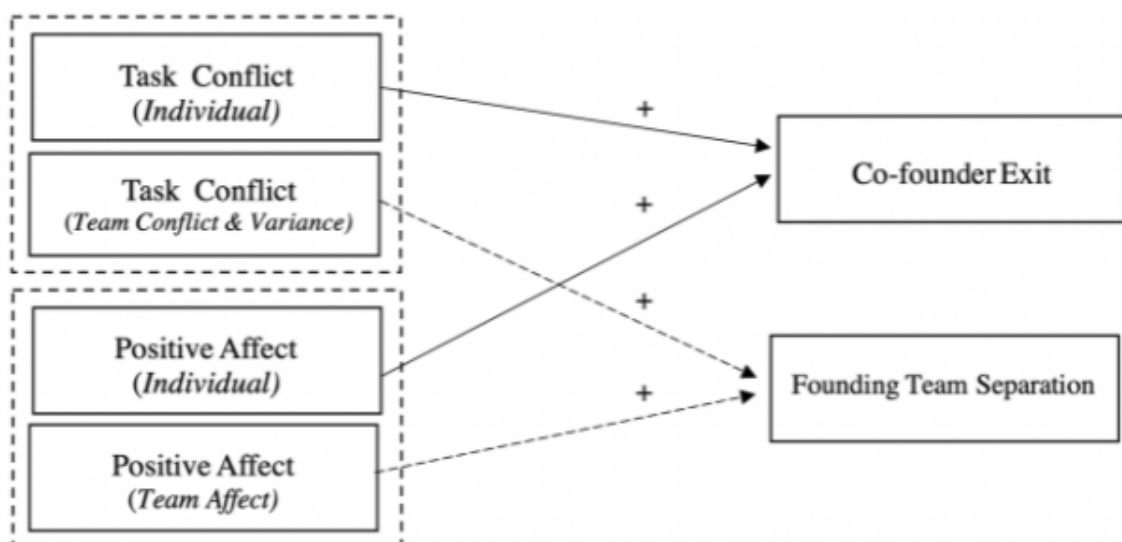 Task Conflict
(Individual)
Task Conflict
(Team Conflict & Variance)
Positive Affect
(Individual)
Positive Affect
(Team Affect)
+
+
+
+
Co-founder Exit
Founding Team Separation